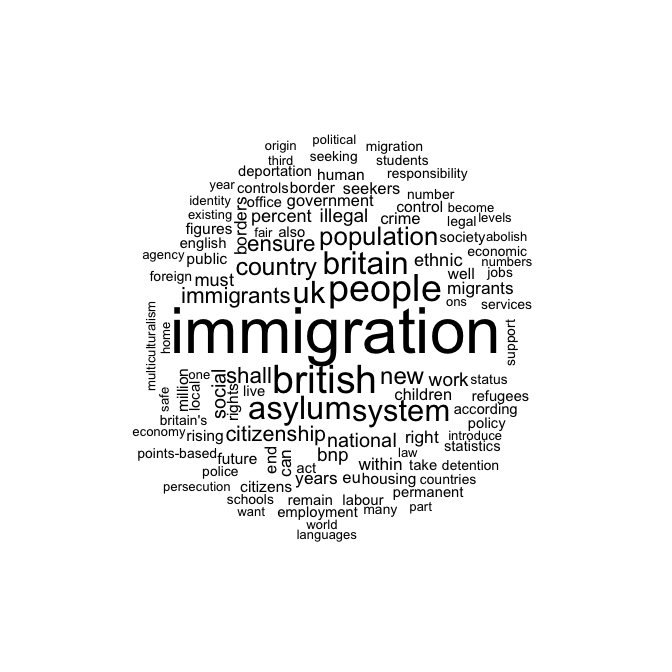 political
origin
migration
third
seeking
students
deportation
human
responsibility
year
controls
border
seekers
identity
office
government
number
existing
borders
percent
illegal
crime
control
become
figures
fair
also
legal
levels
english
ensure
population
society
abolish
agency
public
country
britain
ethnic
economic
numbers
foreign
must
well
jobs
immigrants
uk
people
migrants
ons
services
multiculturalism
home
immigration
support
safe
million
local
one
social
shall
rights
live
british
new
work
status
children
refugees
asylum
system
according
britain's
economy
rising
citizenship
national
right
policy
introduce
statistics
points-based
future
end
can
bnp
law
police
act
within
take
detention
persecution
citizens
years
eu
housing
countries
schools
remain
labour
permanent
want
employment
many
part
world
languages